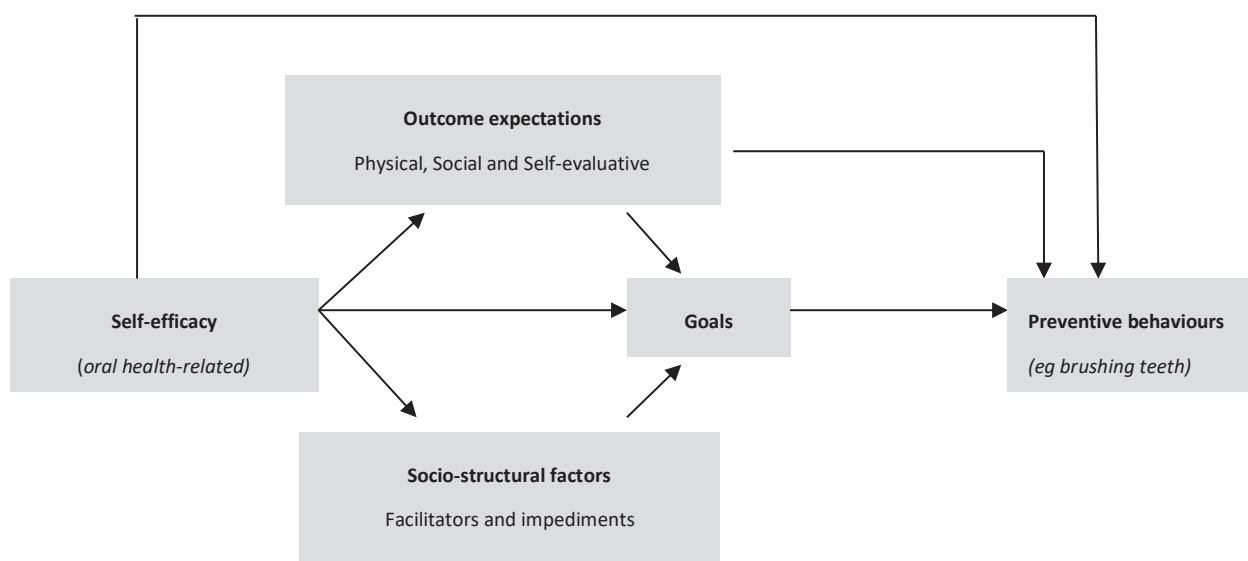 Outcome expectations
Physical, Social and Self-evaluative
Self-efficacy
(oral health-related)
Goals
Preventive behaviours
(eg brushing teeth)
Socio-structural factors
Facilitators and impediments